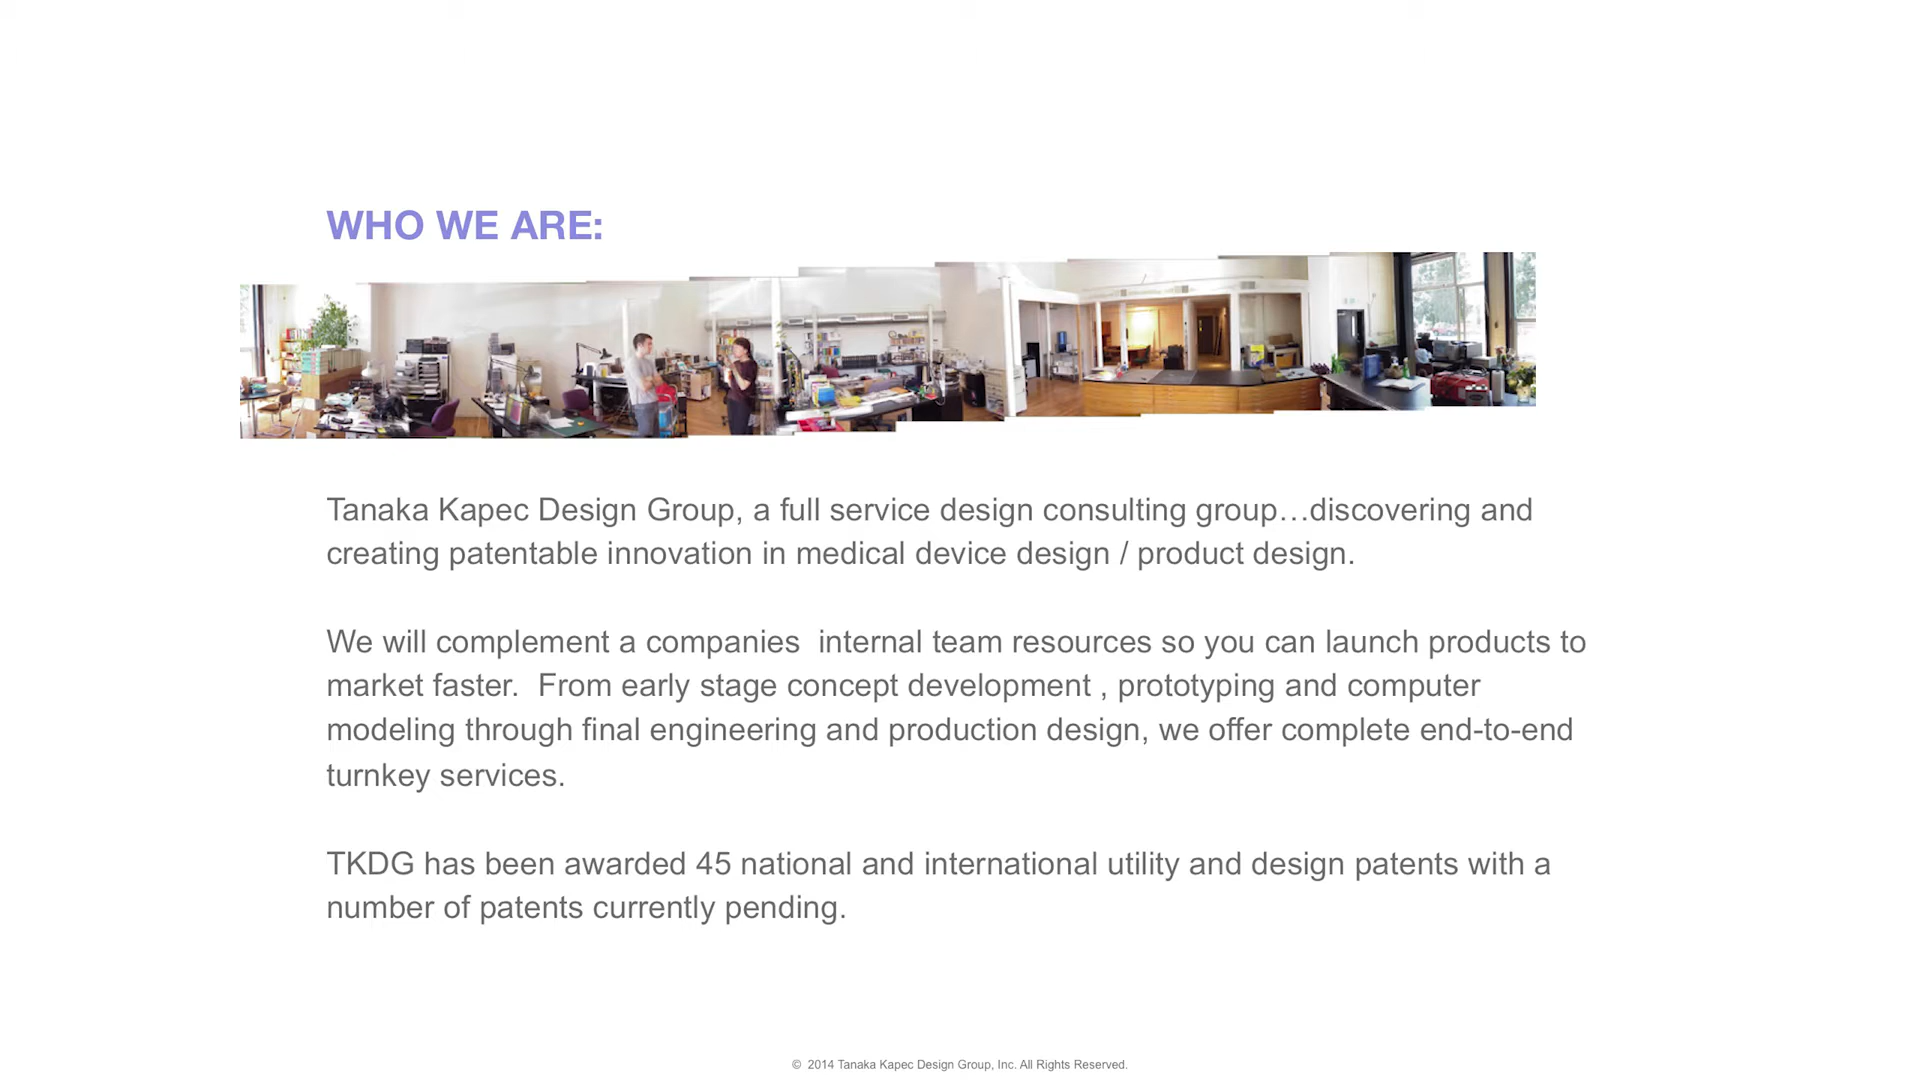 WHO WE ARE:
Tanaka Kapec Design Group, a full service design consulting group…discovering and
creating patentable innovation in medical device design / product design.
We will complement a companies  internal team resources so you can launch products to
market faster.  From early stage concept development , prototyping and computer
modeling through final engineering and production design, we offer complete end-to-end
turnkey services.
TKDG has been awarded 45 national and international utility and design patents with a
number of patents currently pending.
© 2014 Tanaka Kapec Design Group, Inc. All Rights Reserved.